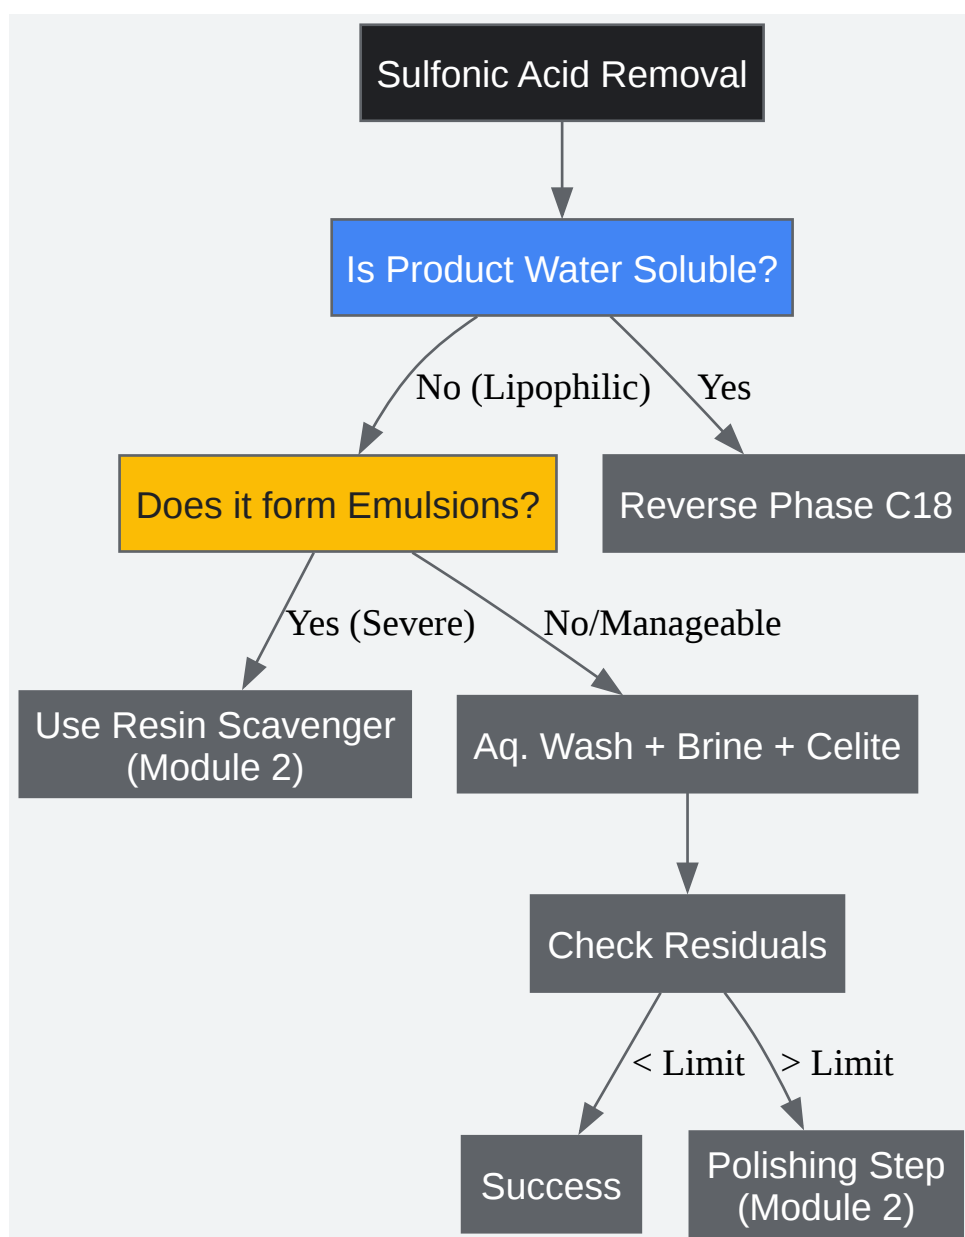 Sulfonic Acid Removal
Is Product Water Soluble?
No (Lipophilic)
Yes
Does it form Emulsions?
Reverse Phase C18
Yes (Severe)
No/Manageable
Use Resin Scavenger
(Module 2)
Aq. Wash + Brine + Celite
Check Residuals
< Limit
> Limit
Success
Polishing Step
(Module 2)